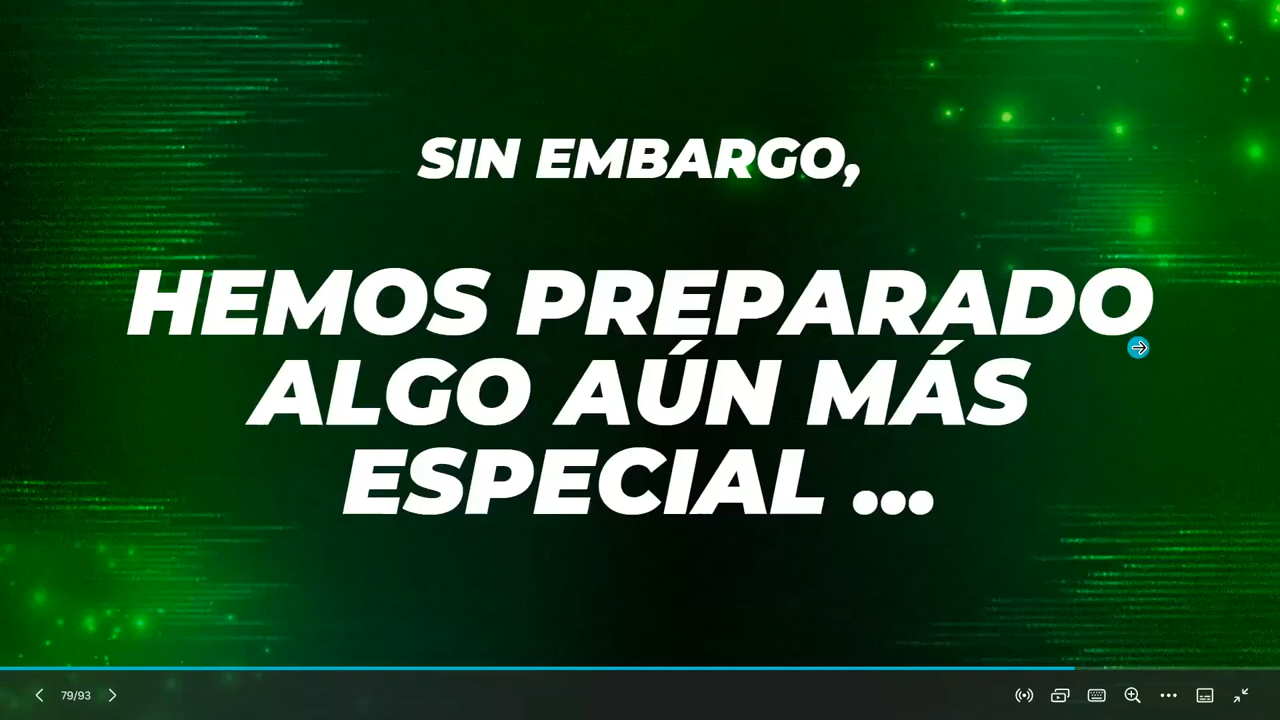 SIN EMBARGO,
HEMOS PREPARADO
ALGO AÚN MÁS
ESPECIAL ...
79/93